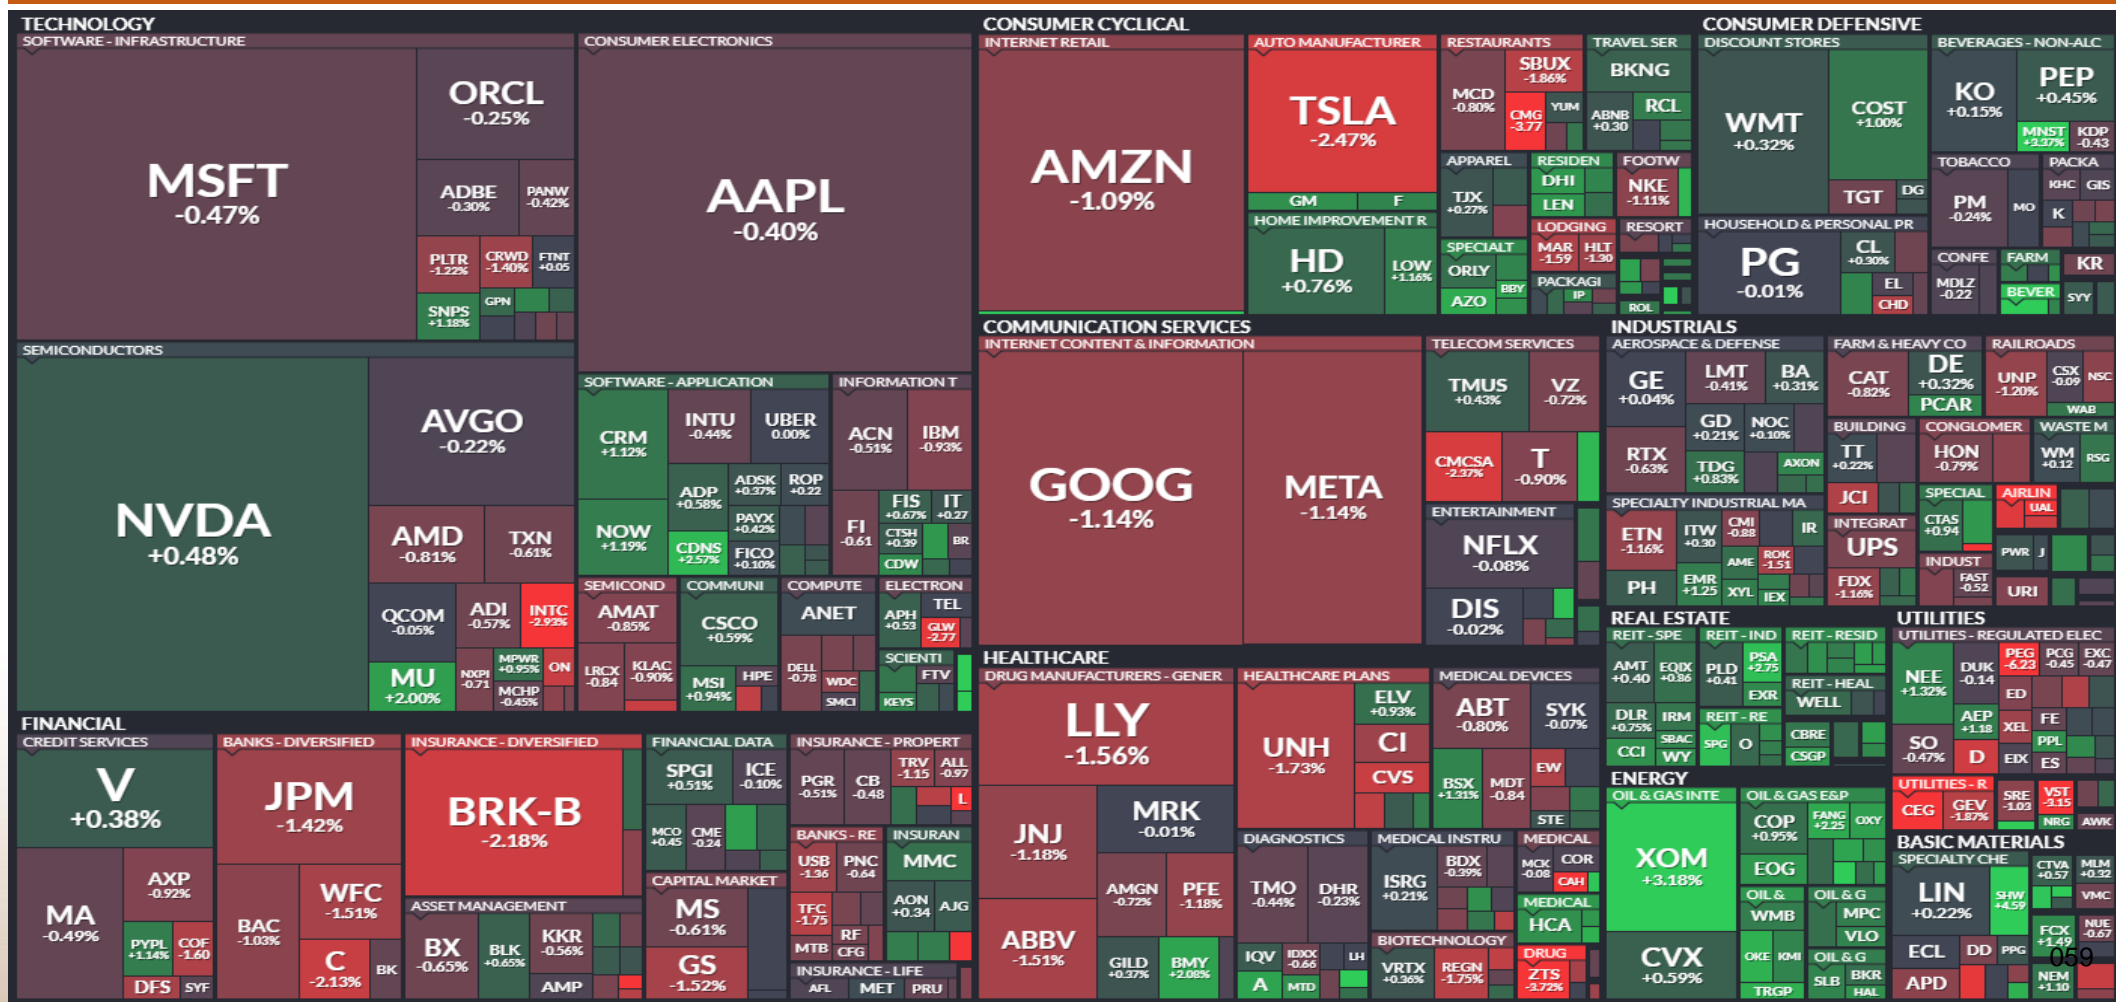 TECHNOLOGY
SOFTWARE - INFRASTRUCTURE
MSFT
-0.47%
ORCL
-0.25%
ADBE
-0.30%
PANW
-0.42%
PLTR
-1.22%
CRWD
-1.40%
FTNT
+0.05
SNPS
+1.18%
GPN
CONSUMER ELECTRONICS
AAPL
-0.40%
SEMICONDUCTORS
NVDA
+0.48%
AVGO
-0.22%
AMD
-0.81%
TXN
-0.61%
QCOM
-0.05%
ADI
-0.57%
INTC
-2.93%
MU
+2.00%
NXPI
-0.71
MPWR
+0.95%
ON
MCHP
-0.45%
SOFTWARE - APPLICATION
CRM
+1.12%
INTU
-0.44%
UBER
0.00%
NOW
+1.19%
ADP
+0.58%
ADSK
+0.37%
ROP
+0.22
PAYX
+0.42%
CDNS
+2.57%
FICO
+0.10%
INFORMATION T
ACN
-0.51%
IBM
-0.93%
FI
-0.61
FIS
+0.67%
IT
+0.27
CTSH
+0.39
BR
CDW
SEMICOND
AMAT
-0.85%
LRCX
-0.84
KLAC
-0.90%
COMMUNI
CSCO
+0.59%
MSI
+0.94%
HPE
COMPUTE
ANET
DELL
-0.78
WDC
SMCI
ELECTRON
APH
+0.53
TEL
GLW
-2.77
SCIENTI
FTV
KEYS
FINANCIAL
CREDIT SERVICES
V
+0.38%
MA
-0.49%
AXP
-0.92%
PYPL
+1.14%
COF
-1.60
DFS
SYF
BANKS - DIVERSIFIED
JPM
-1.42%
BAC
-1.03%
WFC
-1.51%
C
-2.13%
BK
INSURANCE - DIVERSIFIED
BRK-B
-2.18%
ASSET MANAGEMENT
BX
-0.65%
BLK
+0.65%
KKR
-0.56%
AMP
FINANCIAL DATA
SPGI
+0.51%
ICE
-0.10%
MCO
+0.45
CME
-0.24
CAPITAL MARKET
MS
-0.61%
GS
-1.52%
INSURANCE - PROPERT
PGR
-0.51%
CB
-0.48
TRV
-1.15
ALL
-0.97
L
BANKS - RE
USB
-1.36
PNC
-0.64
TFC
-1.75
RF
MTB
CFG
INSURAN
MMC
AON
+0.34
AJG
INSURANCE - LIFE
AFL
MET
PRU
CONSUMER CYCLICAL
INTERNET RETAIL
AMZN
-1.09%
AUTO MANUFACTURER
TSLA
-2.47%
GM
F
HOME IMPROVEMENT R
HD
+0.76%
LOW
+1.16%
RESTAURANTS
MCD
-0.80%
SBUX
-1.86%
CMG
-3.77
YUM
TRAVEL SER
BKNG
ABNB
+0.30
RCL
APPAREL
TJX
+0.27%
RESIDEN
DHI
LEN
FOOTW
NKE
-1.11%
SPECIALT
ORLY
AZO
BBY
LODGING
MAR
-1.59
HLT
-1.30
RESORT
PACKAGI
IP
ROL
CONSUMER DEFENSIVE
DISCOUNT STORES
WMT
+0.32%
COST
+1.00%
TGT
DG
BEVERAGES - NON-ALC
KO
+0.15%
PEP
+0.45%
MNST
+3.37%
KDP
-0.43
HOUSEHOLD & PERSONAL PR
PG
-0.01%
CL
+0.30%
EL
CHD
TOBACCO
PM
-0.24%
MO
PACKA
KHC
GIS
K
CONFE
MDLZ
-0.22
FARM
BEVER
KR
SYY
COMMUNICATION SERVICES
INTERNET CONTENT & INFORMATION
GOOG
-1.14%
META
-1.14%
TELECOM SERVICES
TMUS
+0.43%
VZ
-0.72%
CMCSA
-2.37%
T
-0.90%
ENTERTAINMENT
NFLX
-0.08%
DIS
-0.02%
INDUSTRIALS
AEROSPACE & DEFENSE
GE
+0.04%
LMT
-0.41%
BA
+0.31%
RTX
-0.63%
GD
+0.21%
NOC
+0.10%
TDG
+0.83%
AXON
FARM & HEAVY CO
CAT
-0.82%
DE
+0.32%
PCAR
RAILROADS
UNP
-1.20%
CSX
-0.09
NSC
WAB
BUILDING
TT
+0.22%
JCI
CONGLOMER
HON
-0.79%
WASTE M
WM
+0.12
RSG
SPECIALTY INDUSTRIAL MA
ETN
-1.16%
ITW
+0.30
CMI
-0.88
IR
PH
EMR
+1.25
AME
ROK
-1.51
XYL
IEX
INTEGRAT
UPS
FDX
-1.16%
SPECIAL
CTAS
+0.94
AIRLIN
UAL
PWR
J
INDUST
FAST
-0.52
URI
HEALTHCARE
DRUG MANUFACTURERS - GENER
LLY
-1.56%
JNJ
-1.18%
MRK
-0.01%
ABBV
-1.51%
AMGN
-0.72%
PFE
-1.18%
GILD
+0.37%
BMY
+2.08%
HEALTHCARE PLANS
UNH
-1.73%
ELV
+0.93%
CI
CVS
MEDICAL DEVICES
ABT
-0.80%
SYK
-0.07%
BSX
+1.31%
MDT
-0.84
EW
STE
DIAGNOSTICS
TMO
-0.44%
DHR
-0.23%
IQV
IDXX
-0.66
LH
A
MTD
MEDICAL INSTRU
ISRG
+0.21%
BDX
-0.39%
MEDICAL
MCK
-0.08
COR
CAH
MEDICAL
HCA
BIOTECHNOLOGY
VRTX
+0.36%
REGN
-1.75%
DRUG
ZTS
-3.72%
REAL ESTATE
REIT - SPE
AMT
+0.40
EQIX
+0.86
DLR
+0.75%
IRM
SBAC
CCI
WY
REIT - IND
PLD
+0.41
PSA
+2.75
EXR
REIT - RESID
REIT - HEAL
WELL
REIT - RE
SPG
O
CBRE
CSGP
UTILITIES
UTILITIES - REGULATED ELEC
NEE
+1.32%
DUK
-0.14
PEG
-6.23
PCG
-0.45
EXC
-0.47
ED
SO
-0.47%
AEP
+1.18
XEL
FE
PPL
D
EIX
ES
UTILITIES - R
CEG
GEV
-1.87%
SRE
-1.03
VST
-3.15
NRG
AWK
ENERGY
OIL & GAS INTE
XOM
+3.18%
CVX
+0.59%
OIL & GAS E&P
COP
+0.95%
FANG
+2.25
OXY
EOG
OIL &
WMB
OKE
KMI
TRGP
OIL & G
MPC
VLO
OIL & G
SLB
BKR
HAL
BASIC MATERIALS
SPECIALTY CHE
LIN
+0.22%
SHW
+4.59
ECL
DD
PPG
APD
CTVA
+0.57
MLM
+0.32
VMC
FCX
+1.49
NUE
-0.67
NEM
+1.10
059